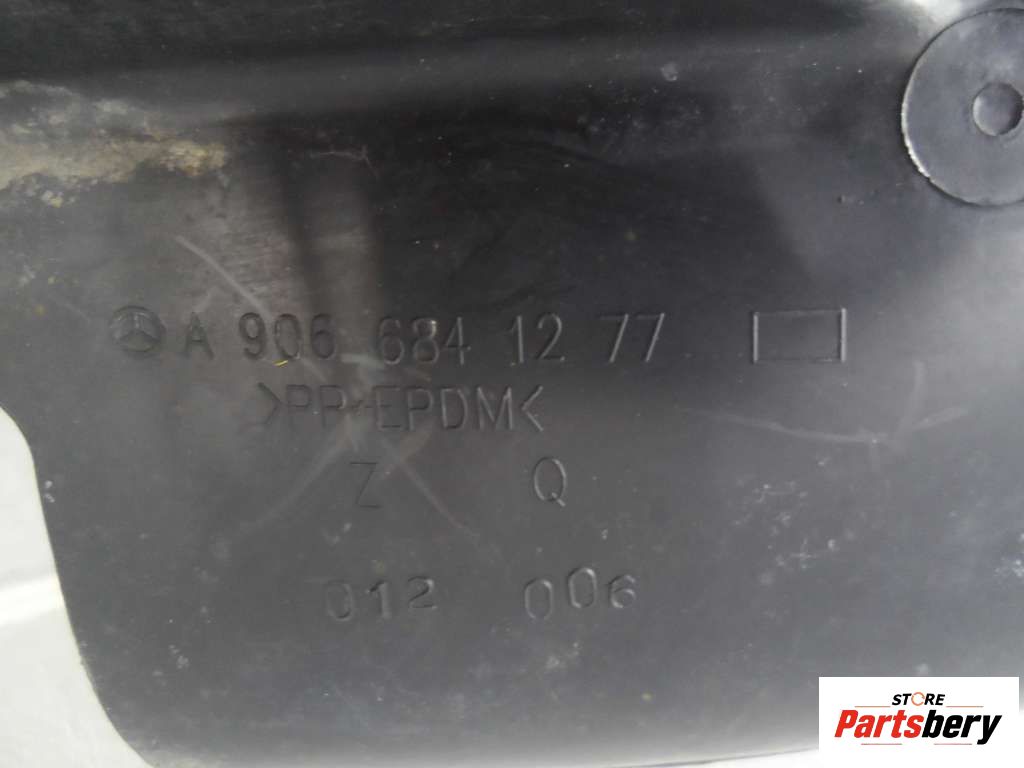 A 906 684 12 77
>PP/EPDM<
Z Q
012 006
STORE
Partsbery